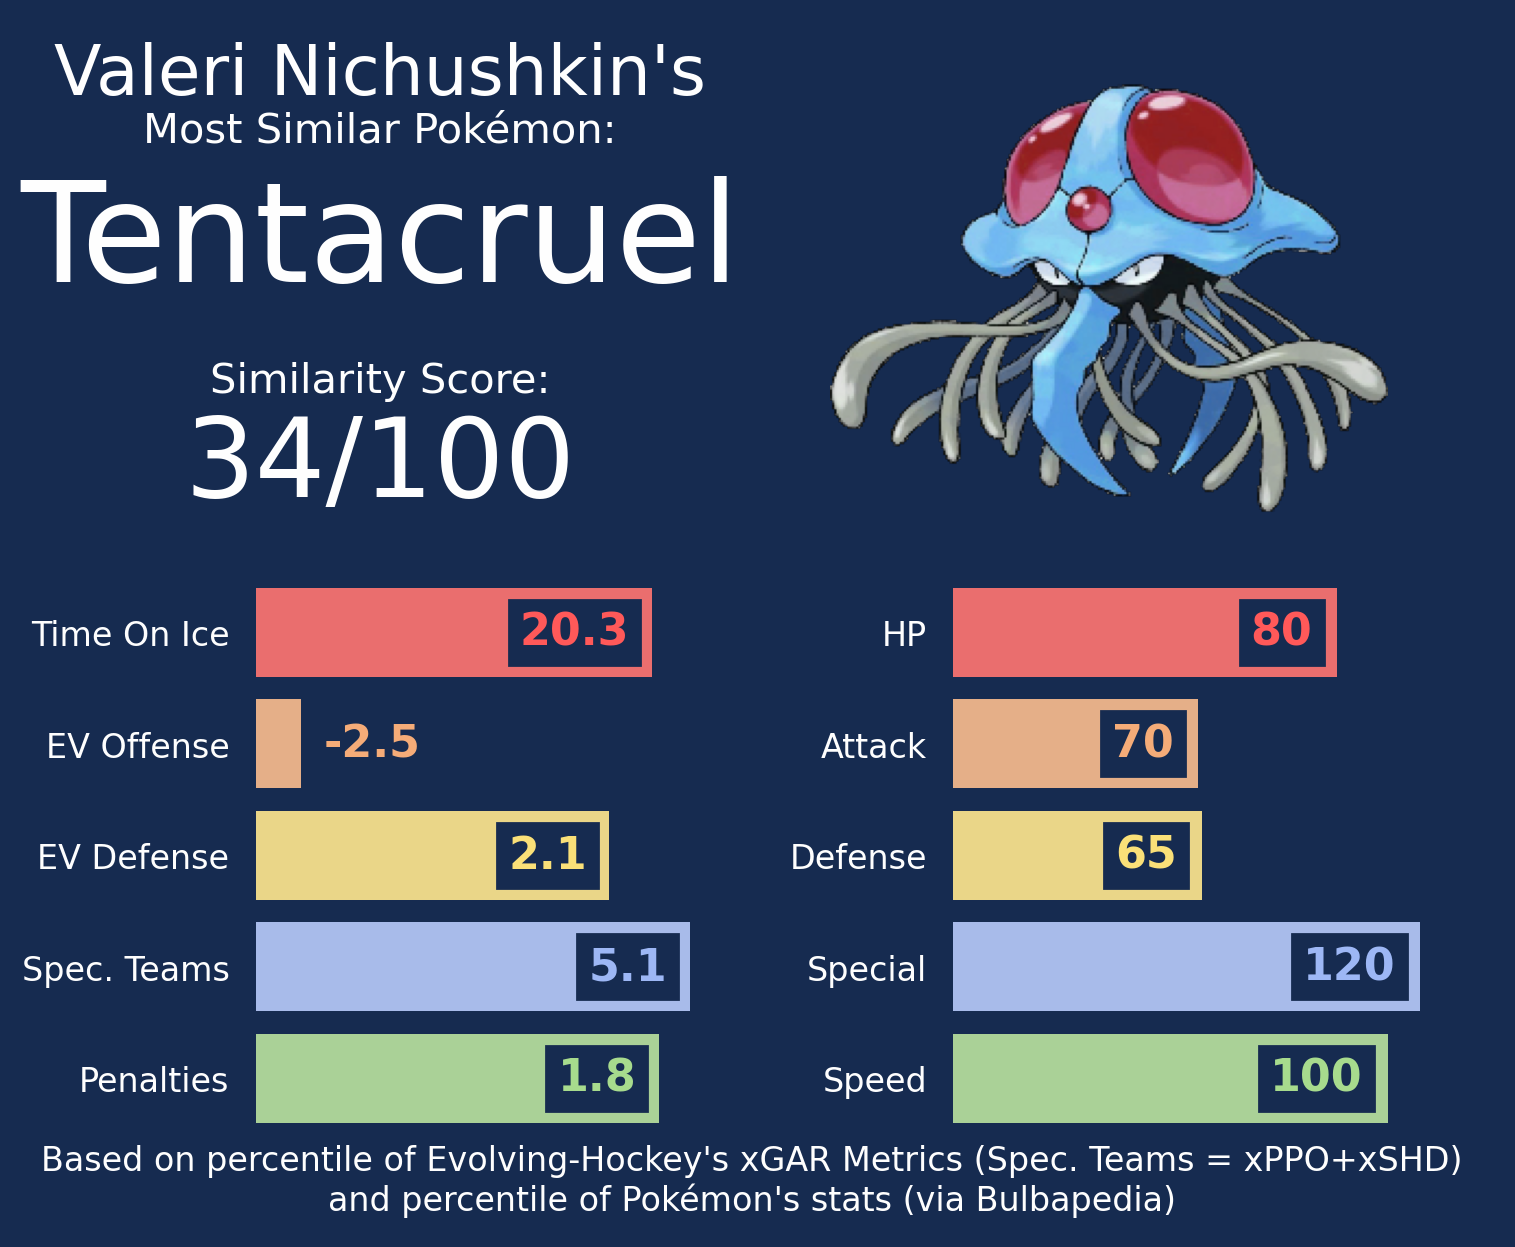 Valeri Nichushkin's
Most Similar Pokémon:
Tentacruel
Similarity Score:
34/100
Time On Ice 20.3
EV Offense -2.5
EV Defense 2.1
Spec. Teams 5.1
Penalties 1.8
HP 80
Attack 70
Defense 65
Special 120
Speed 100
Based on percentile of Evolving-Hockey's xGAR Metrics (Spec. Teams = xPPO+xSHD)
and percentile of Pokémon's stats (via Bulbapedia)